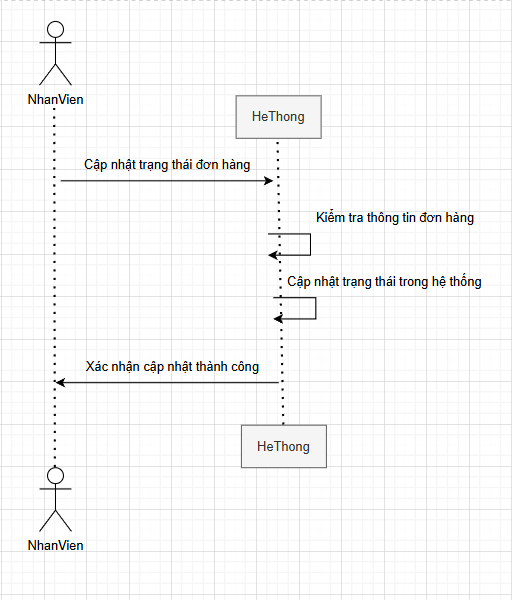 NhanVien
HeThong
Cập nhật trạng thái đơn hàng
Kiểm tra thông tin đơn hàng
Cập nhật trạng thái trong hệ thống
Xác nhận cập nhật thành công
HeThong
NhanVien